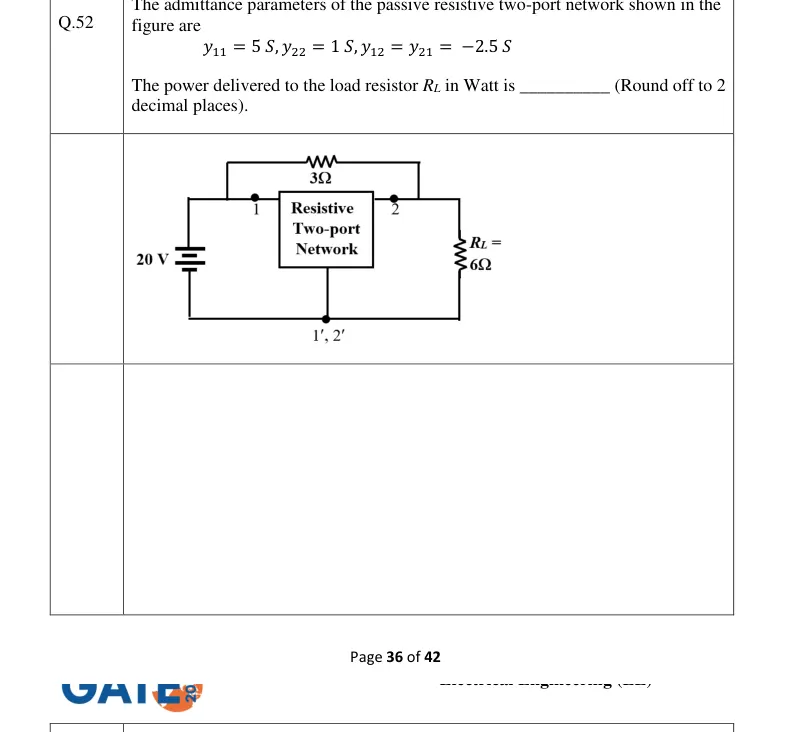 The admittance parameters of the passive resistive two-port network shown in the
Q.52
figure are
y₁₁ = 5 S, y₂₂ = 1 S, y₁₂ = y₂₁ = −2.5 S
The power delivered to the load resistor R_L in Watt is __________ (Round off to 2
decimal places).
3Ω
1
Resistive
2
Two-port
Network
R_L =
20 V
6Ω
1′, 2′
Page 36 of 42
GATE